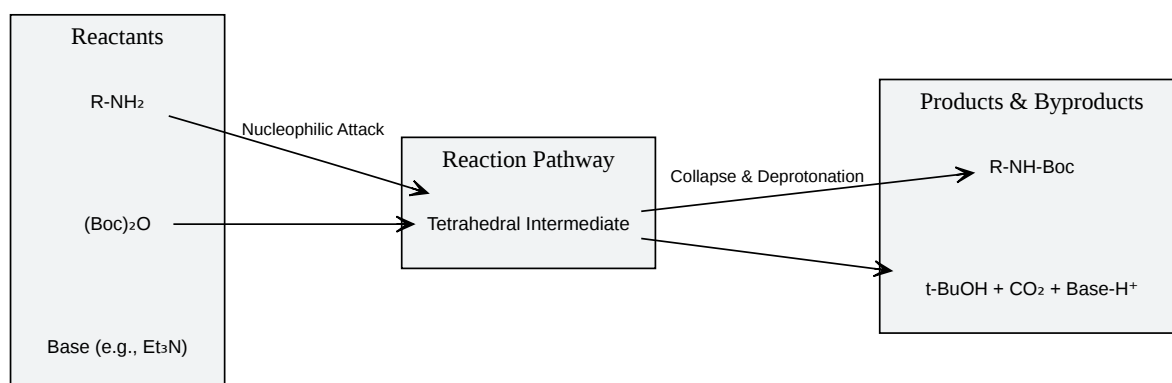 Reactants
R-NH₂
(Boc)₂O
Base (e.g., Et₃N)
Nucleophilic Attack
Reaction Pathway
Tetrahedral Intermediate
Collapse & Deprotonation
Products & Byproducts
R-NH-Boc
t-BuOH + CO₂ + Base-H⁺